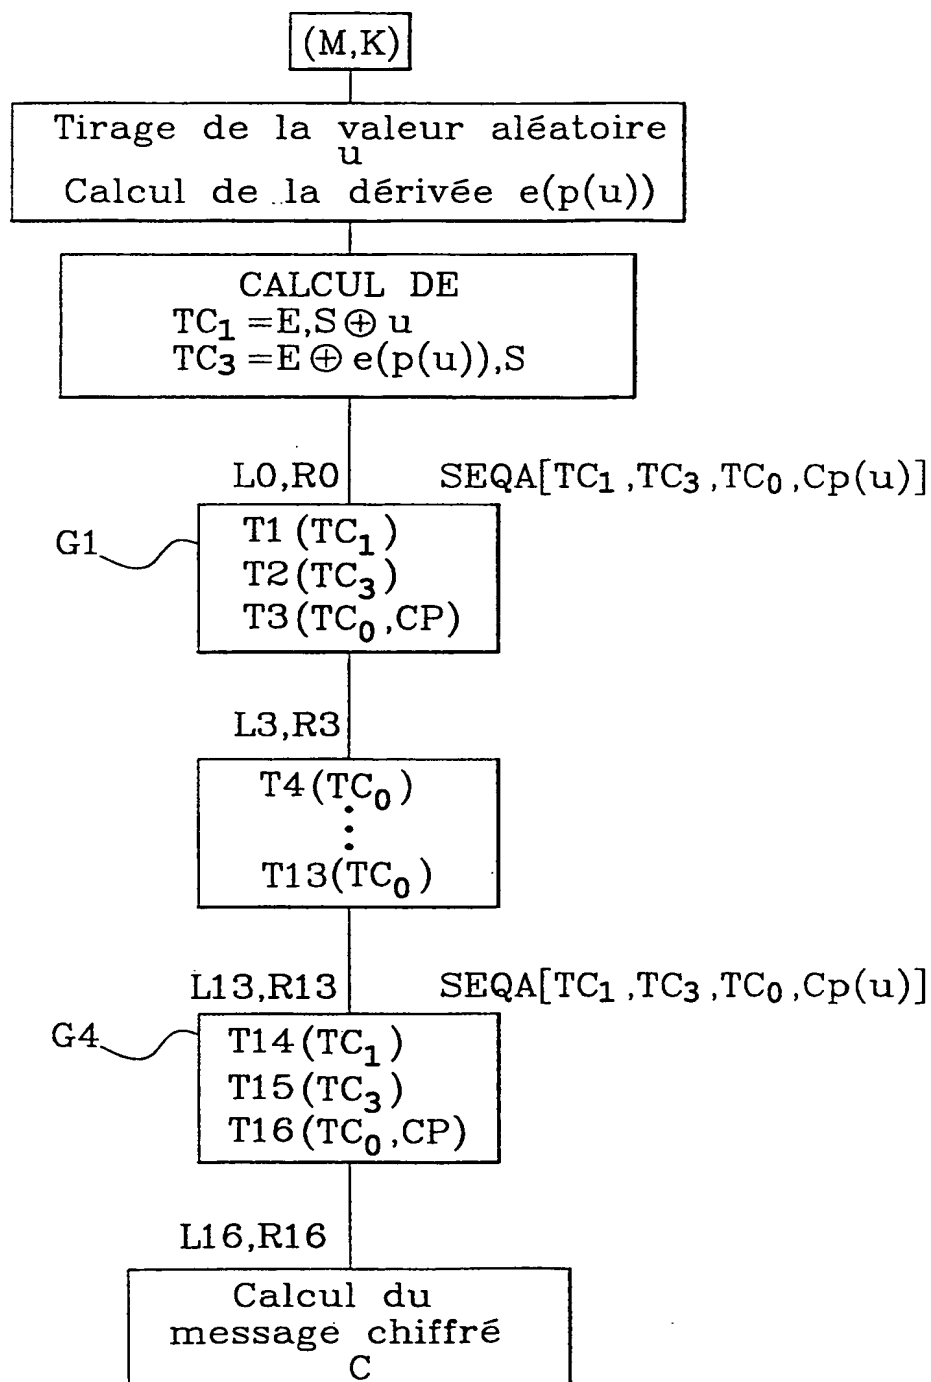 (M,K)
Tirage de la valeur aléatoire
u
Calcul de la dérivée e(p(u))
CALCUL DE
TC₁=E,S⊕u
TC₃=E⊕e(p(u)),S
L0,R0
SEQA[TC₁,TC₃,TC₀,Cp(u)]
G1
T1(TC₁)
T2(TC₃)
T3(TC₀,CP)
L3,R3
T4(TC₀)
T13(TC₀)
L13,R13
SEQA[TC₁,TC₃,TC₀,Cp(u)]
G4
T14(TC₁)
T15(TC₃)
T16(TC₀,CP)
L16,R16
Calcul du
message chiffré
C